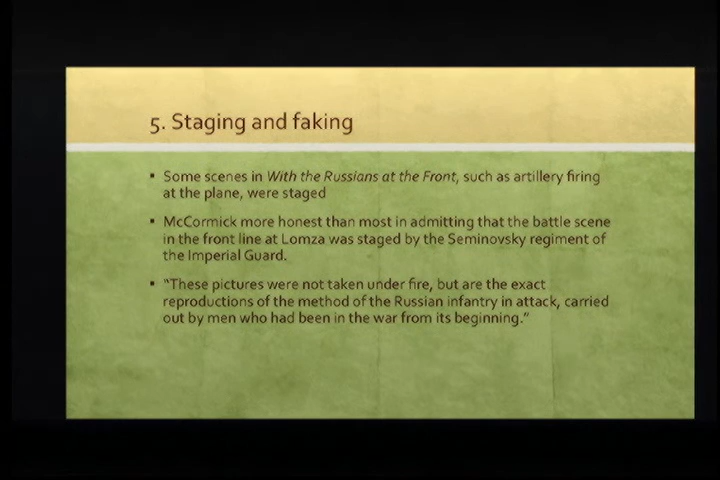 5. Staging and faking
▪ Some scenes in With the Russians at the Front, such as artillery firing
at the plane, were staged
▪ McCormick more honest than most in admitting that the battle scene
in the front line at Lomza was staged by the Seminovsky regiment of
the Imperial Guard.
▪ “These pictures were not taken under fire, but are the exact
reproductions of the method of the Russian infantry in attack, carried
out by men who had been in the war from its beginning.”